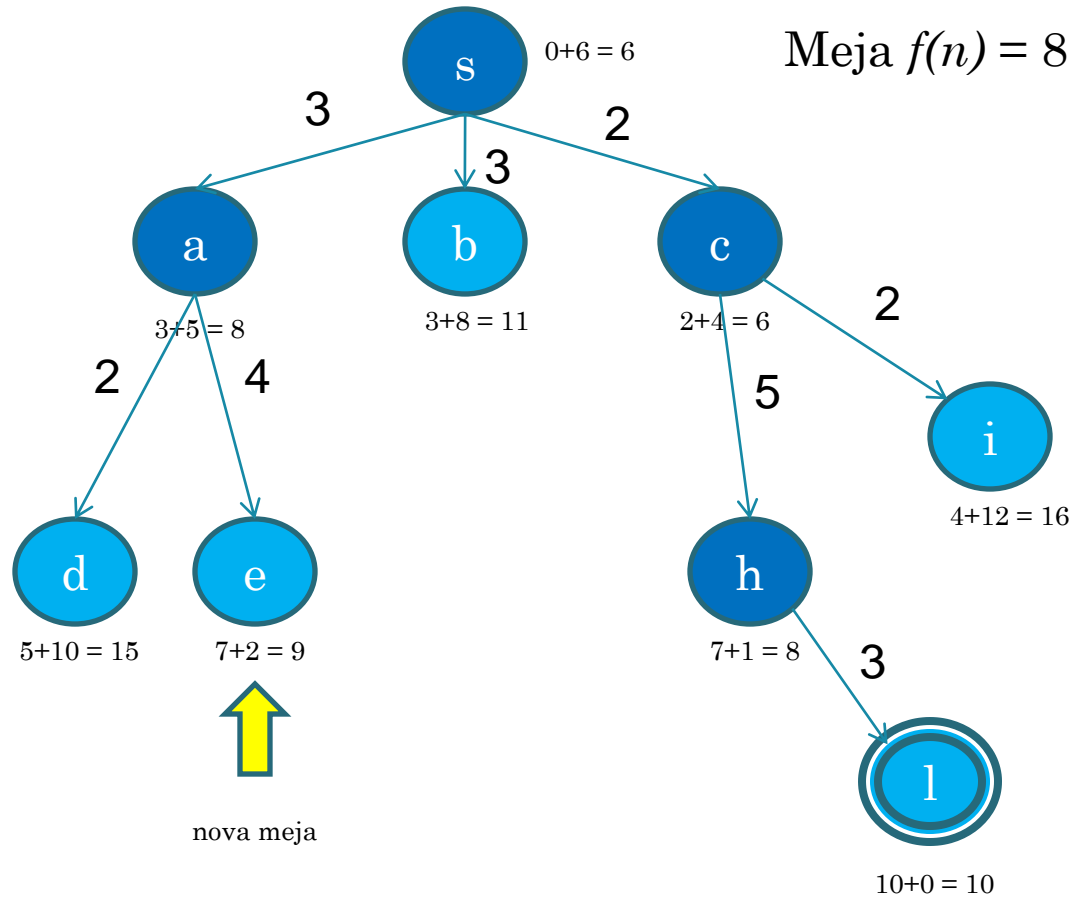 Meja f(n) = 8
s
0+6 = 6
3
3
2
a
b
c
3+5 = 8
3+8 = 11
2+4 = 6
2
4
5
2
i
4+12 = 16
d
e
h
5+10 = 15
7+2 = 9
7+1 = 8
3
l
nova meja
10+0 = 10